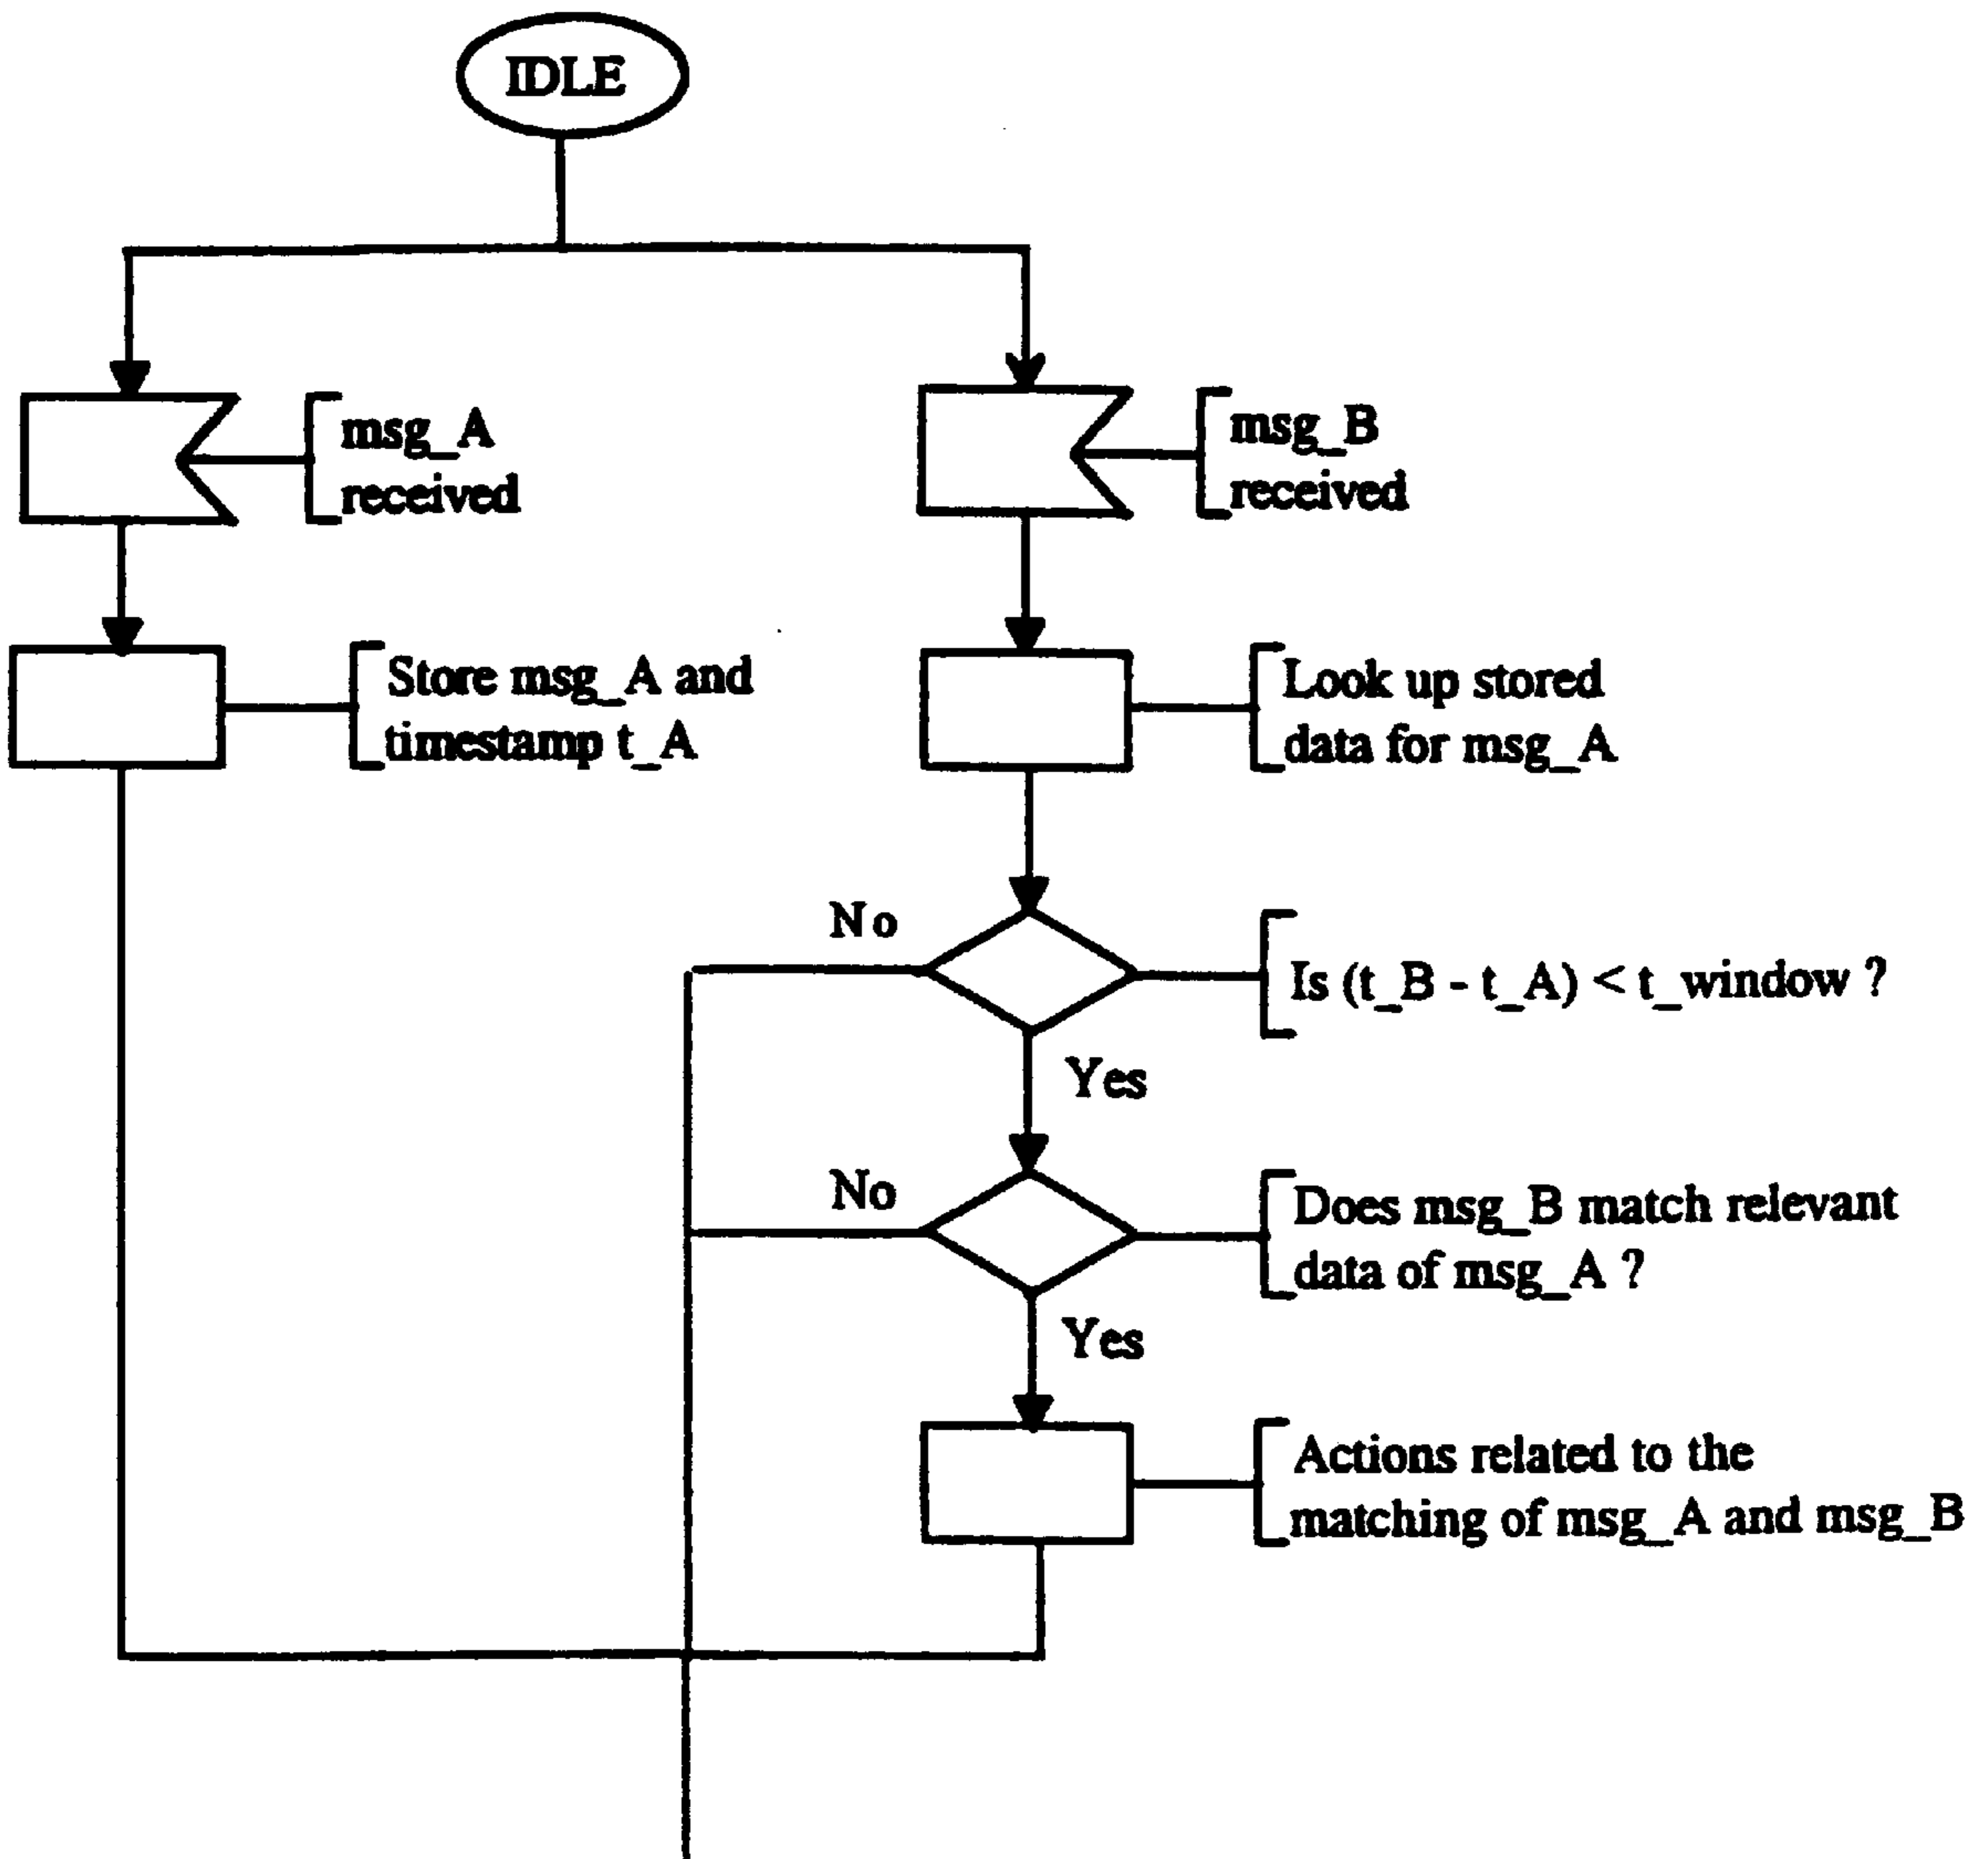 IDLE
msg_A
received
msg_B
received
Store msg_A and
timestamp t_A
Look up stored
data for msg_A
No
Is (t_B - t_A) < t_window ?
Yes
No
Does msg_B match relevant
data of msg_A ?
Yes
Actions related to the
matching of msg_A and msg_B